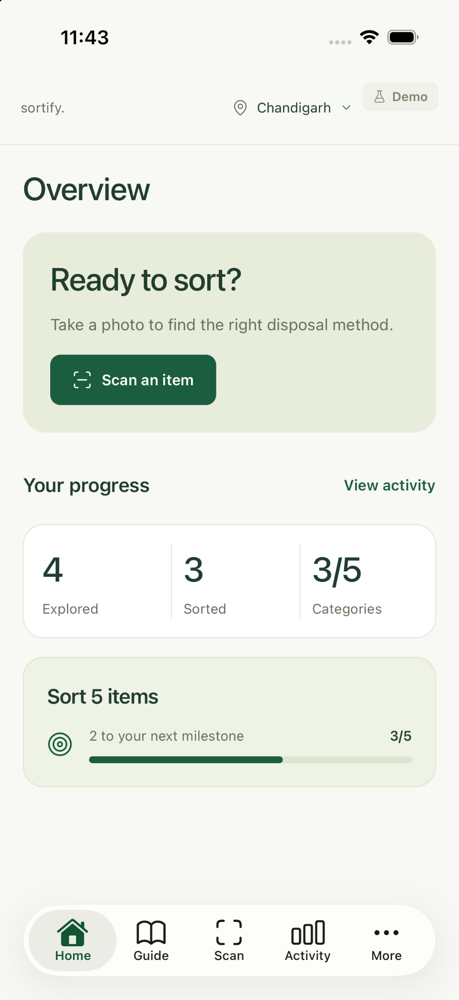 11:43
sortify.
Chandigarh
Demo
Overview
Ready to sort?
Take a photo to find the right disposal method.
Scan an item
Your progress
View activity
4
3
3/5
Explored
Sorted
Categories
Sort 5 items
2 to your next milestone
3/5
Home
Guide
Scan
Activity
More